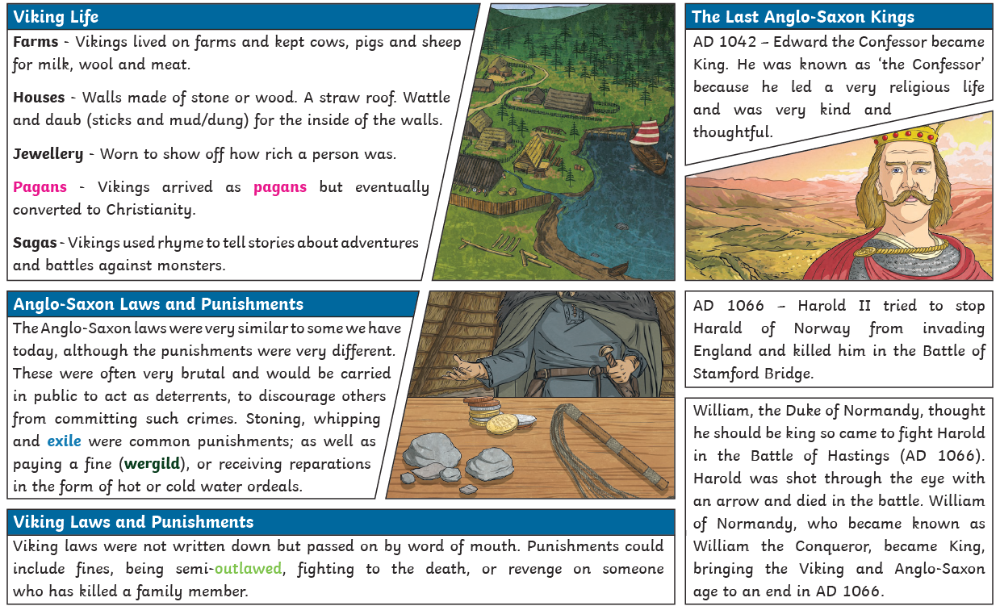 Viking Life
Farms - Vikings lived on farms and kept cows, pigs and sheep
for milk, wool and meat.
Houses - Walls made of stone or wood. A straw roof. Wattle
and daub (sticks and mud/dung) for the inside of the walls.
Jewellery - Worn to show off how rich a person was.
Pagans - Vikings arrived as pagans but eventually
converted to Christianity.
Sagas - Vikings used rhyme to tell stories about adventures
and battles against monsters.
Anglo-Saxon Laws and Punishments
The Anglo-Saxon laws were very similar to some we have
today, although the punishments were very different.
These were often very brutal and would be carried
in public to act as deterrents, to discourage others
from committing such crimes. Stoning, whipping
and exile were common punishments; as well as
paying a fine (wergild), or receiving reparations
in the form of hot or cold water ordeals.
Viking Laws and Punishments
Viking laws were not written down but passed on by word of mouth. Punishments could
include fines, being semi-outlawed, fighting to the death, or revenge on someone
who has killed a family member.
The Last Anglo-Saxon Kings
AD 1042 – Edward the Confessor became
King. He was known as ‘the Confessor’
because he led a very religious life
and was very kind and
thoughtful.
AD 1066 – Harold II tried to stop
Harald of Norway from invading
England and killed him in the Battle of
Stamford Bridge.
William, the Duke of Normandy, thought
he should be king so came to fight Harold
in the Battle of Hastings (AD 1066).
Harold was shot through the eye with
an arrow and died in the battle. William
of Normandy, who became known as
William the Conqueror, became King,
bringing the Viking and Anglo-Saxon
age to an end in AD 1066.